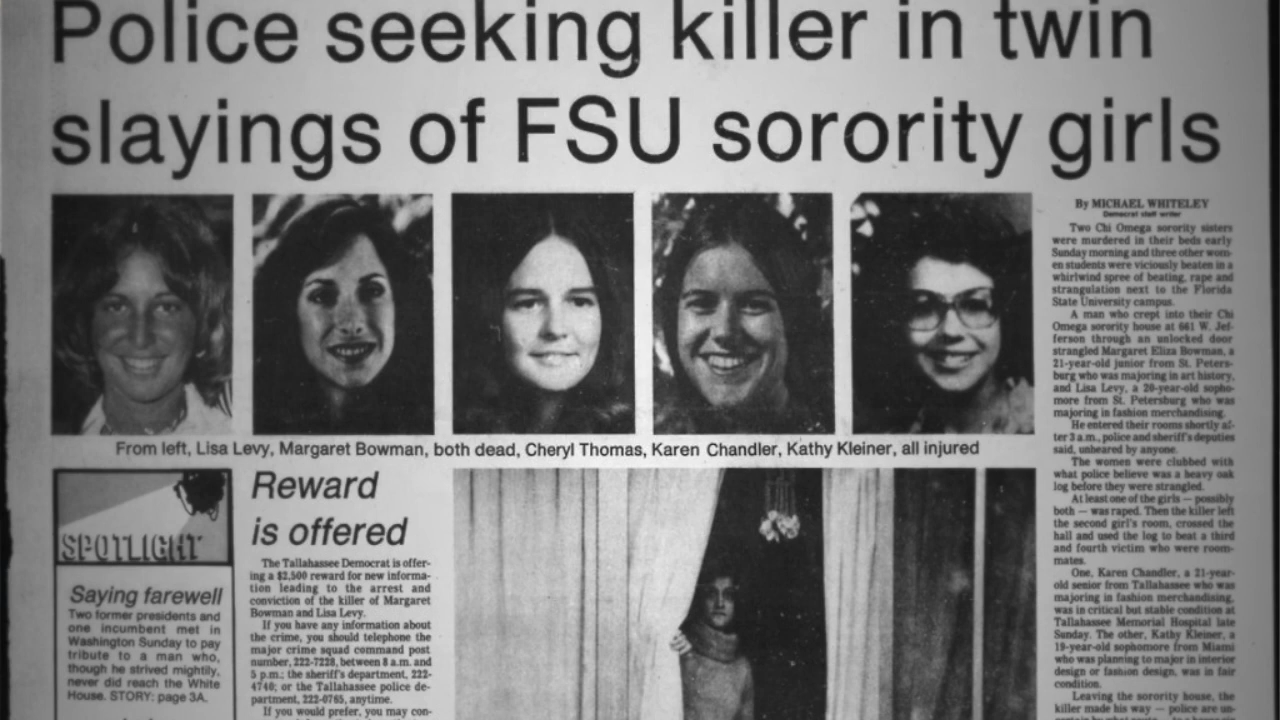 Police seeking killer in twin
slayings of FSU sorority girls
From left, Lisa Levy, Margaret Bowman, both dead, Cheryl Thomas, Karen Chandler, Kathy Kleiner, all injured
SPOTLIGHT
Saying farewell
Two former presidents and
one incumbent met in
Washington Sunday to pay
tribute to a man who,
though he strived mightily,
never did reach the White
House. STORY: page 3A.
Reward
is offered
The Tallahassee Democrat is offer-
ing a $2,500 reward for new informa-
tion leading to the arrest and
conviction of the killer of Margaret
Bowman and Lisa Levy.
If you have any information about
the crime, you should telephone the
major crime squad command post
number, 222-7228, between 8 a.m. and
5 p.m.; the sheriff's department, 222-
4740; or the Tallahassee police de-
partment, 222-0765, anytime.
If you would prefer, you may con-
By MICHAEL WHITELEY
Democrat staff writer
Two Chi Omega sorority sisters
were murdered in their beds early
Sunday morning and three other wom-
en students were viciously beaten in a
whirlwind spree of beating, rape and
strangulation next to the Florida
State University campus.
A man who crept into their Chi
Omega sorority house at 661 W. Jef-
ferson through an unlocked door
strangled Margaret Eliza Bowman, a
21-year-old junior from St. Peters-
burg who was majoring in art history,
and Lisa Levy, a 20-year-old sopho-
more from St. Petersburg who was
majoring in fashion merchandising.
He entered their rooms shortly af-
ter 3 a.m., police and sheriff's deputies
said, unheard by anyone.
The women were clubbed with
what police believe was a heavy oak
log before they were strangled.
At least one of the girls — possibly
both — was raped. Then the killer left
the second girl's room, crossed the
hall and used the log to beat a third
and fourth victim who were room-
mates.
One, Karen Chandler, a 21-year-
old senior from Tallahassee who was
majoring in fashion merchandising,
was in critical but stable condition at
Tallahassee Memorial Hospital late
Sunday. The other, Kathy Kleiner, a
19-year-old sophomore from Miami
who was planning to major in interior
design or fashion design, was in fair
condition.
Leaving the sorority house, the
killer made his way — police are un-